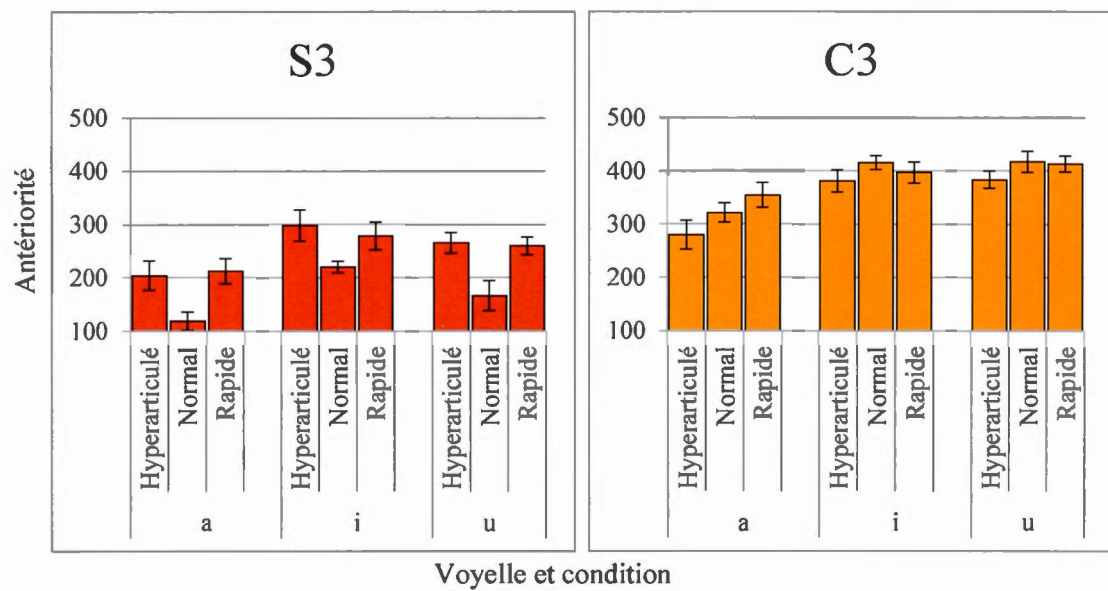 S3
C3
Antériorité
500
400
300
200
100
500
400
300
200
100
Hyperarticulé
Normal
Rapide
Hyperarticulé
Normal
Rapide
Hyperarticulé
Normal
Rapide
a
i
u
Hyperarticulé
Normal
Rapide
Hyperarticulé
Normal
Rapide
Hyperarticulé
Normal
Rapide
a
i
u
Voyelle et condition